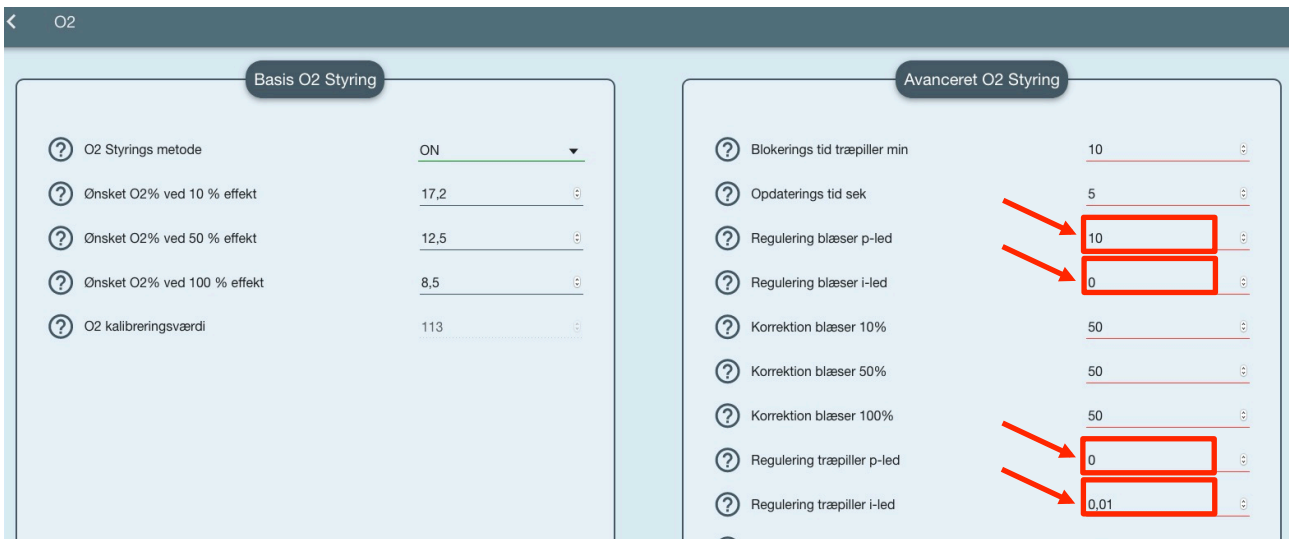 O2
Basis O2 Styring
O2 Styrings metode ON
Ønsket O2% ved 10 % effekt 17,2
Ønsket O2% ved 50 % effekt 12,5
Ønsket O2% ved 100 % effekt 8,5
O2 kalibreringsværdi 113
Avanceret O2 Styring
Blokerings tid træpiller min 10
Opdaterings tid sek 5
Regulering blæser p-led 10
Regulering blæser i-led 0
Korrektion blæser 10% 50
Korrektion blæser 50% 50
Korrektion blæser 100% 50
Regulering træpiller p-led 0
Regulering træpiller i-led 0,01